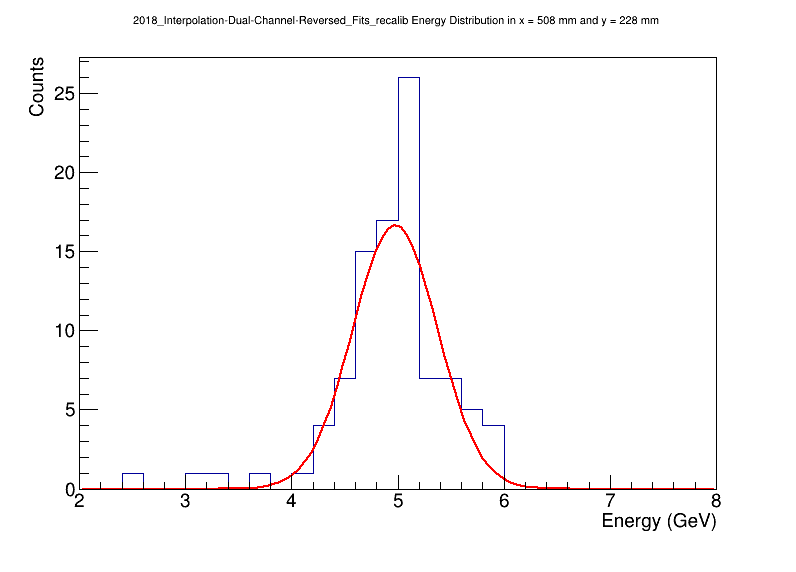 2018_Interpolation-Dual-Channel-Reversed_Fits_recalib Energy Distribution in x = 508 mm and y = 228 mm
Counts
25
20
15
10
5
0
2 3 4 5 6 7 8
Energy (GeV)